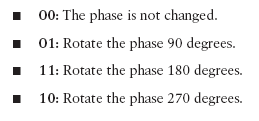 ■ 00: The phase is not changed.
■ 01: Rotate the phase 90 degrees.
■ 11: Rotate the phase 180 degrees.
■ 10: Rotate the phase 270 degrees.